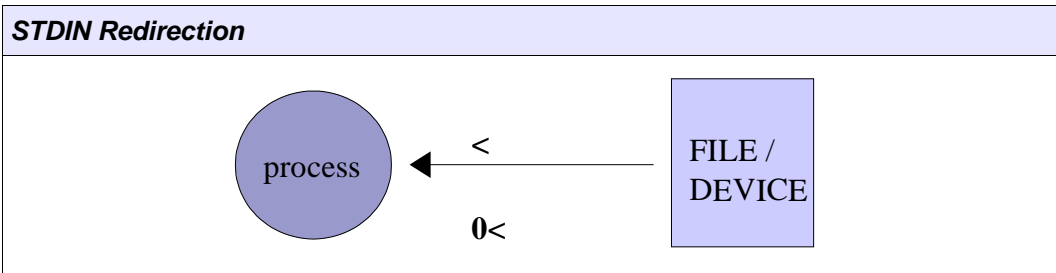 STDIN Redirection
process
<
0<
FILE /
DEVICE